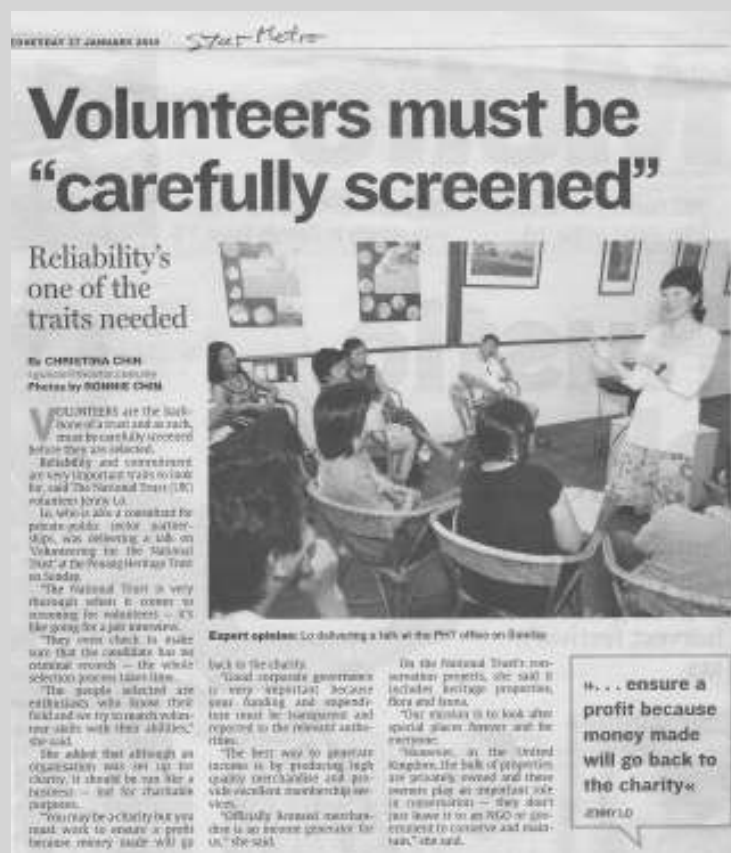 WEDNESDAY 27 JANUARY 2010
Star Metro
Volunteers must be
“carefully screened”
Reliability’s
one of the
traits needed
By CHRISTINA CHIN
Photos by RONNIE CHIN
VOLUNTEERS are the back-
bone of a trust and as such,
must be carefully screened
before they are selected.
Reliability and commitment
are very important traits to look
for, said The National Trust (UK)
volunteer Jenny Lo.
Lo, who is also a consultant for
private-public sector partner-
ships, was delivering a talk on
‘Volunteering for the National
Trust’ at the Penang Heritage Trust
on Sunday.
“The National Trust is very
thorough when it comes to
screening for volunteers — it’s
like going for a job interview.
“They even check to make
sure that the candidate has no
criminal records — the whole
selection process takes time.
“The people selected are
enthusiasts who know their
field and we try to match volun-
teer skills with their abilities,”
she said.
She added that although an
organisation was set up for
charity, it should be run like a
business — but for charitable
purposes.
“You may be a charity but you
must work to ensure a profit
because money made will go
Expert opinion: Lo delivering a talk at the PHT office on Sunday.
back to the charity.
“Good corporate governance
is very important because
your funding and expendi-
ture must be transparent and
reported to the relevant autho-
rities.
“The best way to generate
income is by producing high
quality merchandise and pro-
vide excellent membership ser-
vices.
“Officially licensed merchan-
dise is an income generator for
us,” she said.
On the National Trust’s con-
servation projects, she said it
includes heritage properties,
flora and fauna.
“Our mission is to look after
special places forever and for
everyone.
“However, in the United
Kingdom, the bulk of properties
are privately owned and these
owners play an important role
in conservation — they don’t
just leave it to an NGO or gov-
ernment to conserve and main-
tain,” she said.
»... ensure a
profit because
money made
will go back to
the charity«
JENNY LO